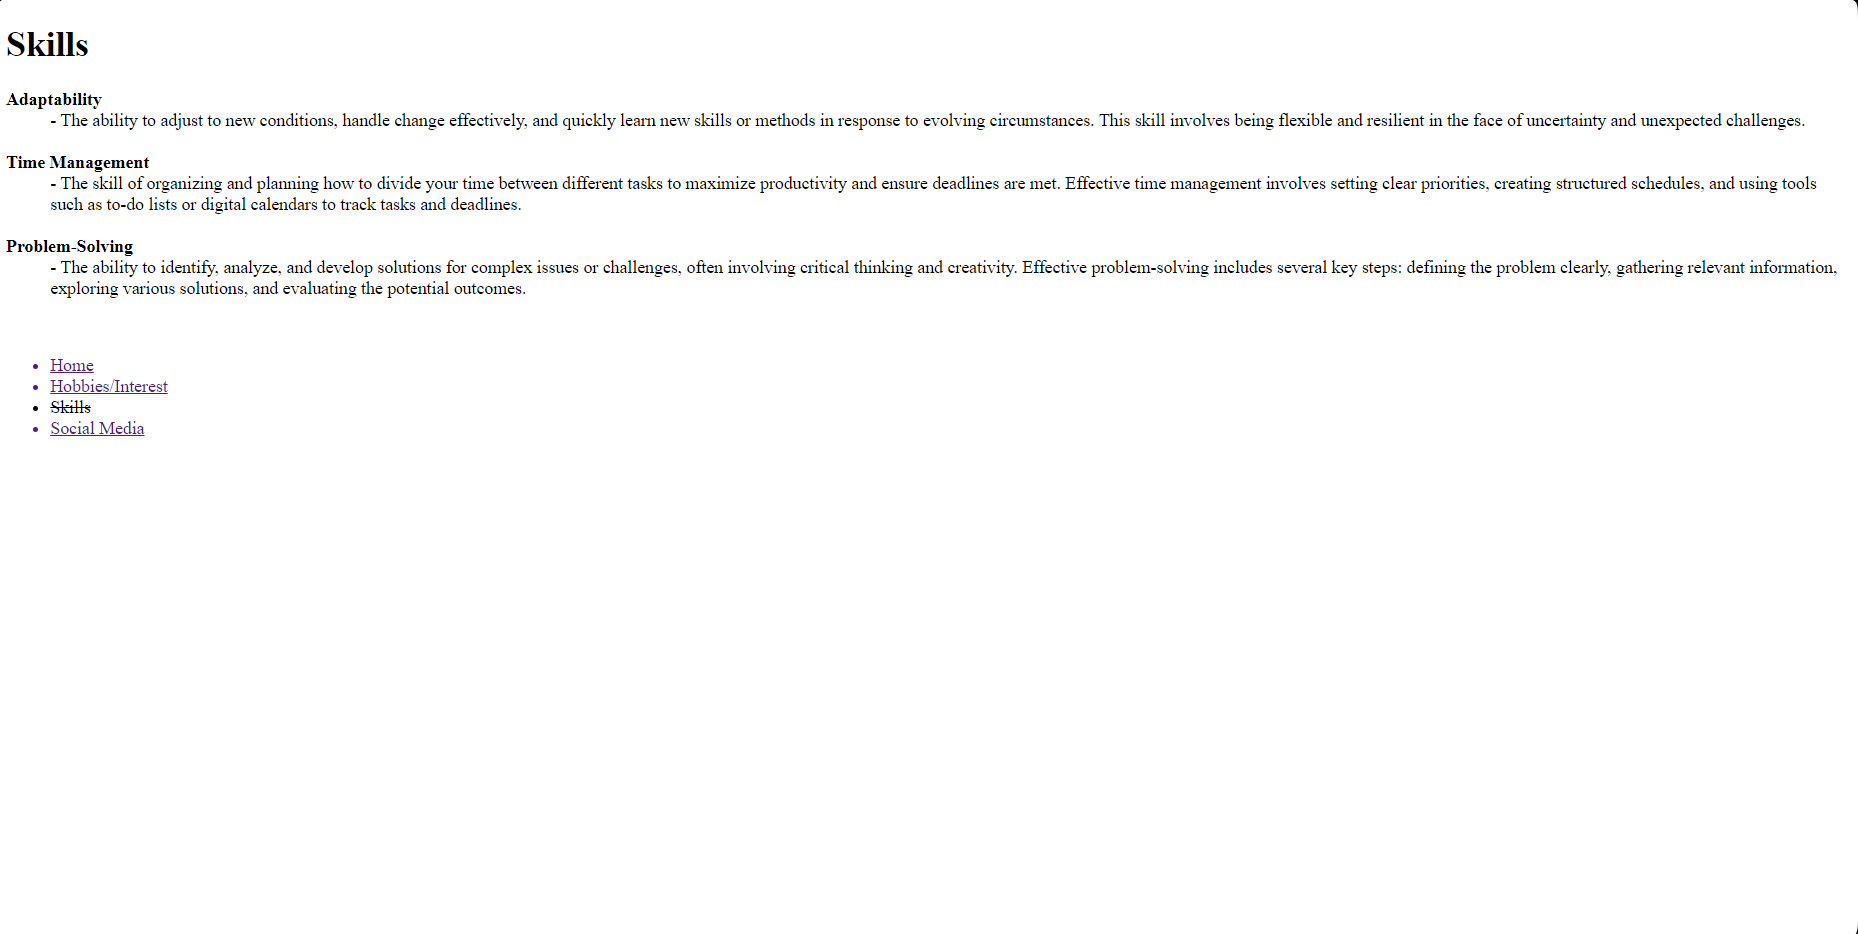 Skills
Adaptability
- The ability to adjust to new conditions, handle change effectively, and quickly learn new skills or methods in response to evolving circumstances. This skill involves being flexible and resilient in the face of uncertainty and unexpected challenges.
Time Management
- The skill of organizing and planning how to divide your time between different tasks to maximize productivity and ensure deadlines are met. Effective time management involves setting clear priorities, creating structured schedules, and using tools
such as to-do lists or digital calendars to track tasks and deadlines.
Problem-Solving
- The ability to identify, analyze, and develop solutions for complex issues or challenges, often involving critical thinking and creativity. Effective problem-solving includes several key steps: defining the problem clearly, gathering relevant information,
exploring various solutions, and evaluating the potential outcomes.
• Home
• Hobbies/Interest
• Skills
• Social Media